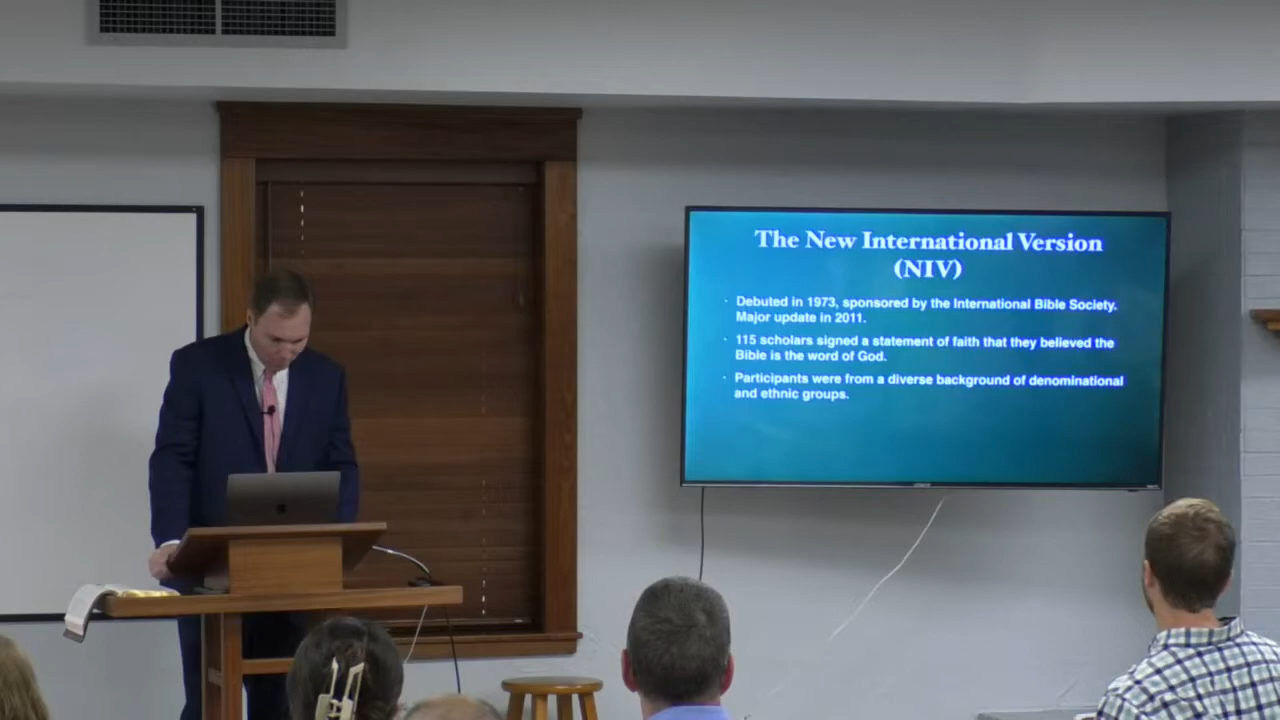 The New International Version
(NIV)
· Debuted in 1973, sponsored by the International Bible Society.
Major update in 2011.
· 115 scholars signed a statement of faith that they believed the
Bible is the word of God.
· Participants were from a diverse background of denominational
and ethnic groups.